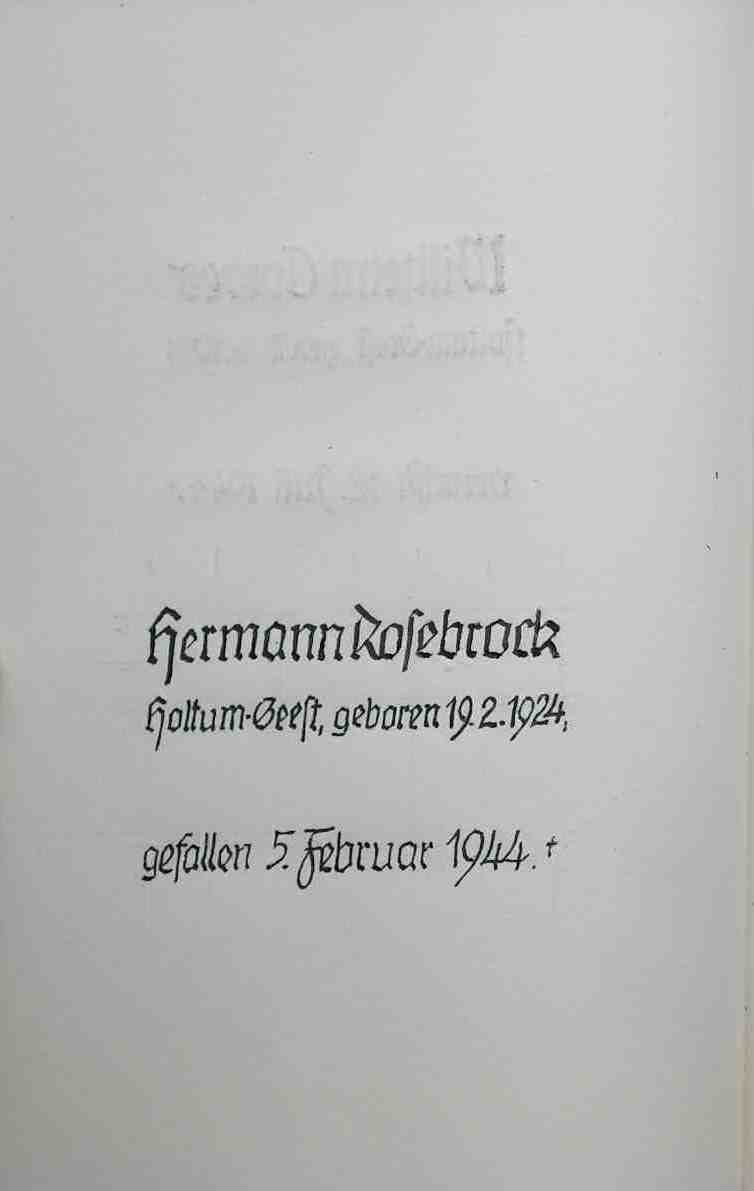 Hermann Rosebrock
Holtum-Geest, geboren 19.2.1924,
gefallen 5. Februar 1944. †